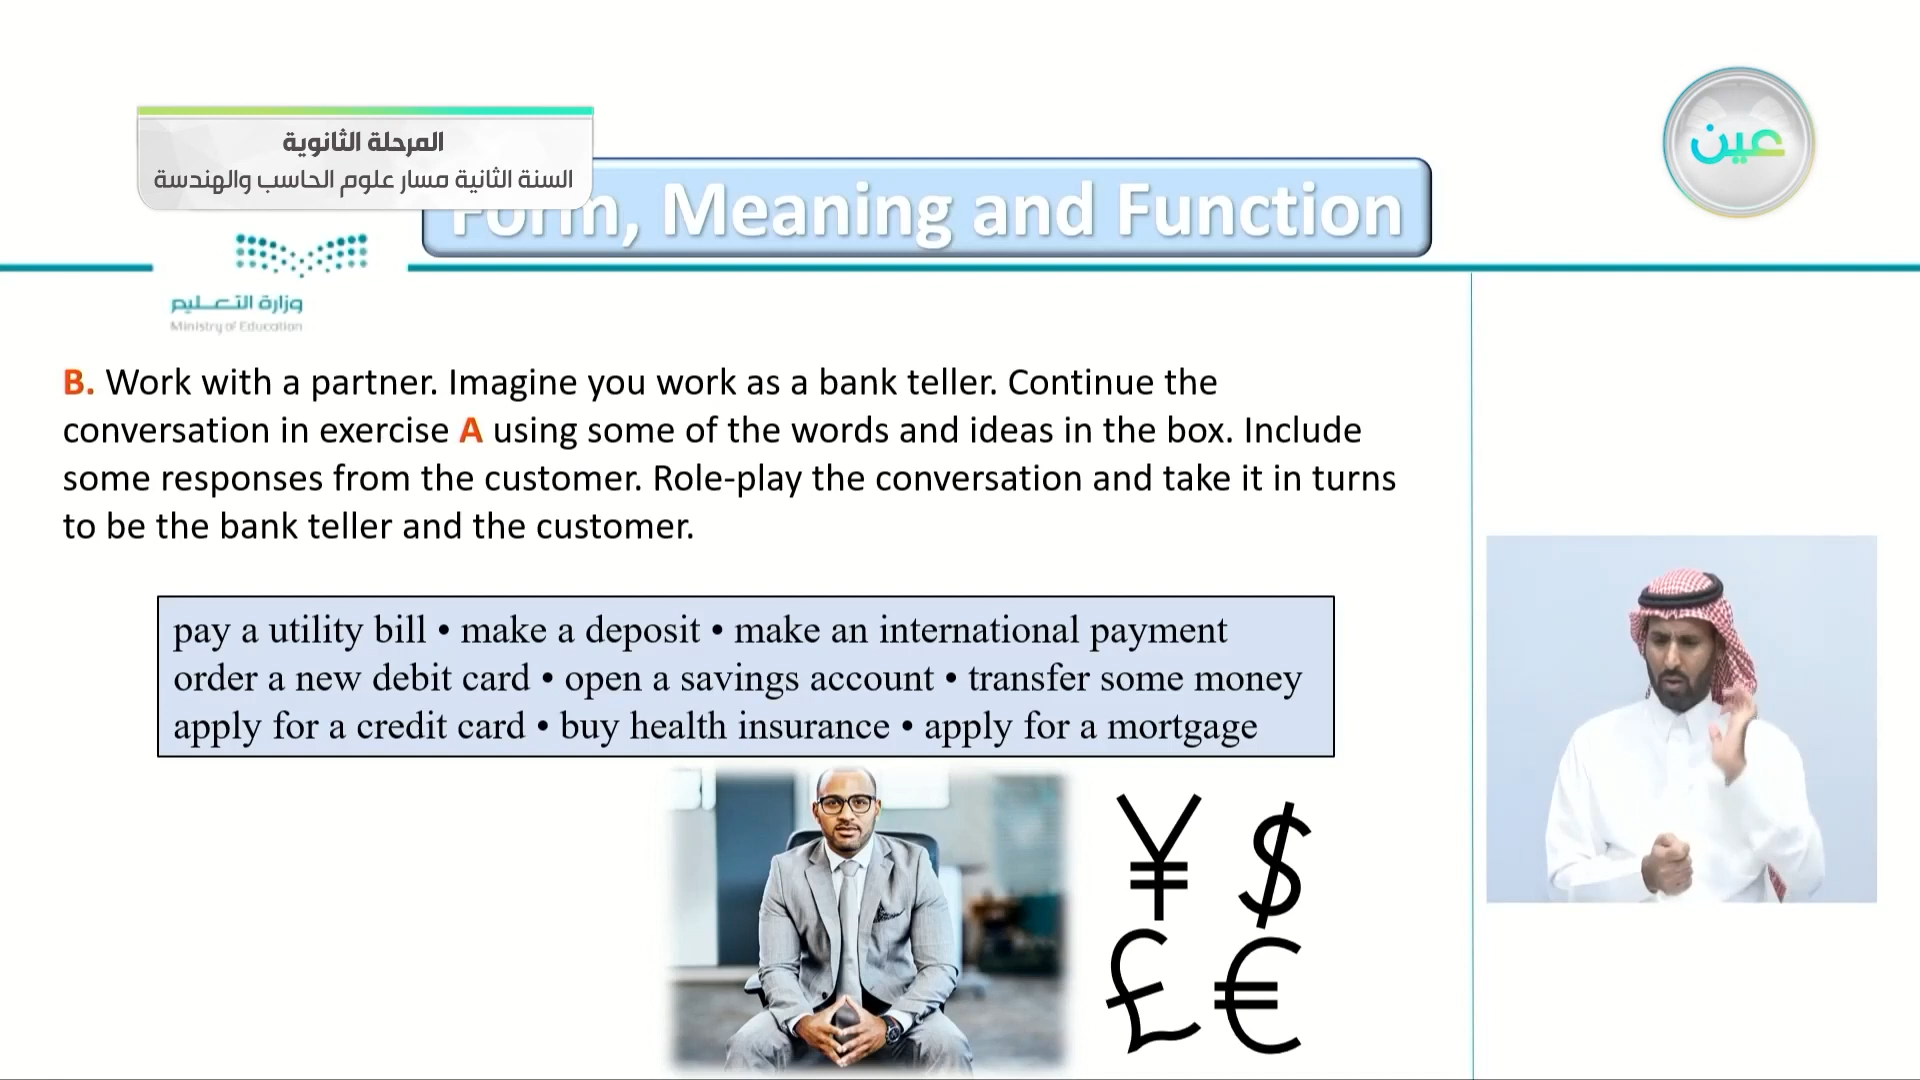 المرحلة الثانوية
السنة الثانية مسار علوم الحاسب والهندسة
عين
Form, Meaning and Function
وزارة التعليم
Ministry of Education
B. Work with a partner. Imagine you work as a bank teller. Continue the
conversation in exercise A using some of the words and ideas in the box. Include
some responses from the customer. Role-play the conversation and take it in turns
to be the bank teller and the customer.
pay a utility bill • make a deposit • make an international payment
order a new debit card • open a savings account • transfer some money
apply for a credit card • buy health insurance • apply for a mortgage
¥ $
£ €